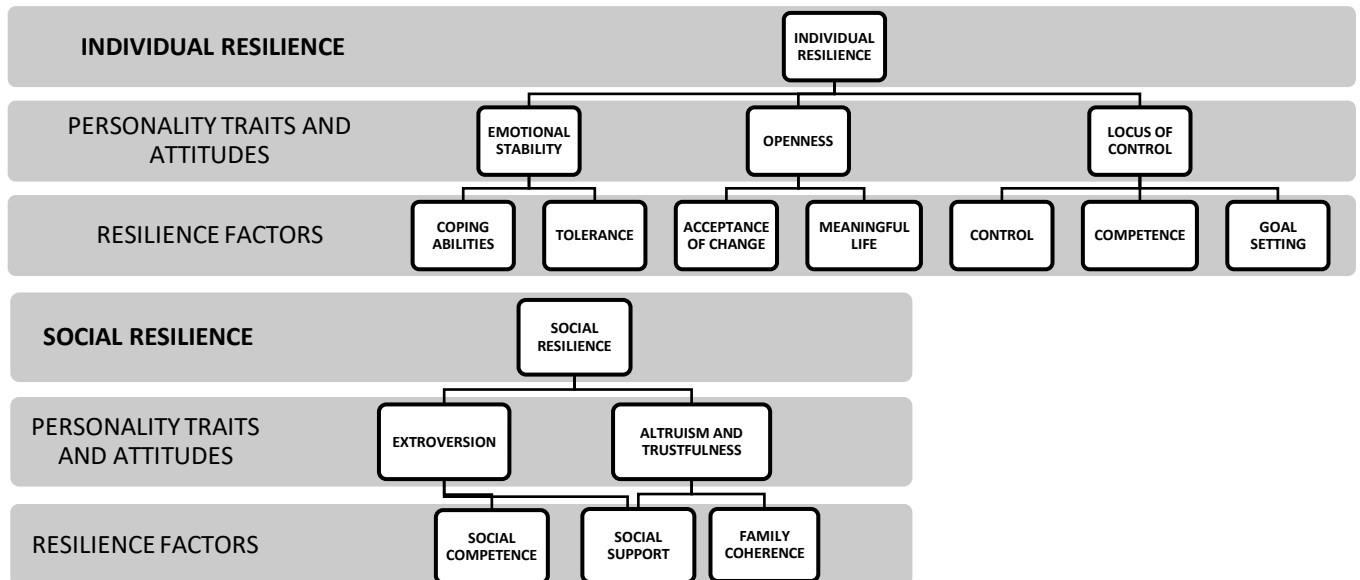 INDIVIDUAL RESILIENCE
INDIVIDUAL
RESILIENCE
PERSONALITY TRAITS AND
ATTITUDES
EMOTIONAL
STABILITY
OPENNESS
LOCUS OF
CONTROL
RESILIENCE FACTORS
COPING
ABILITIES
TOLERANCE
ACCEPTANCE
OF CHANGE
MEANINGFUL
LIFE
CONTROL
COMPETENCE
GOAL
SETTING
SOCIAL RESILIENCE
SOCIAL
RESILIENCE
PERSONALITY TRAITS
AND ATTITUDES
EXTROVERSION
ALTRUISM AND
TRUSTFULNESS
RESILIENCE FACTORS
SOCIAL
COMPETENCE
SOCIAL
SUPPORT
FAMILY
COHERENCE